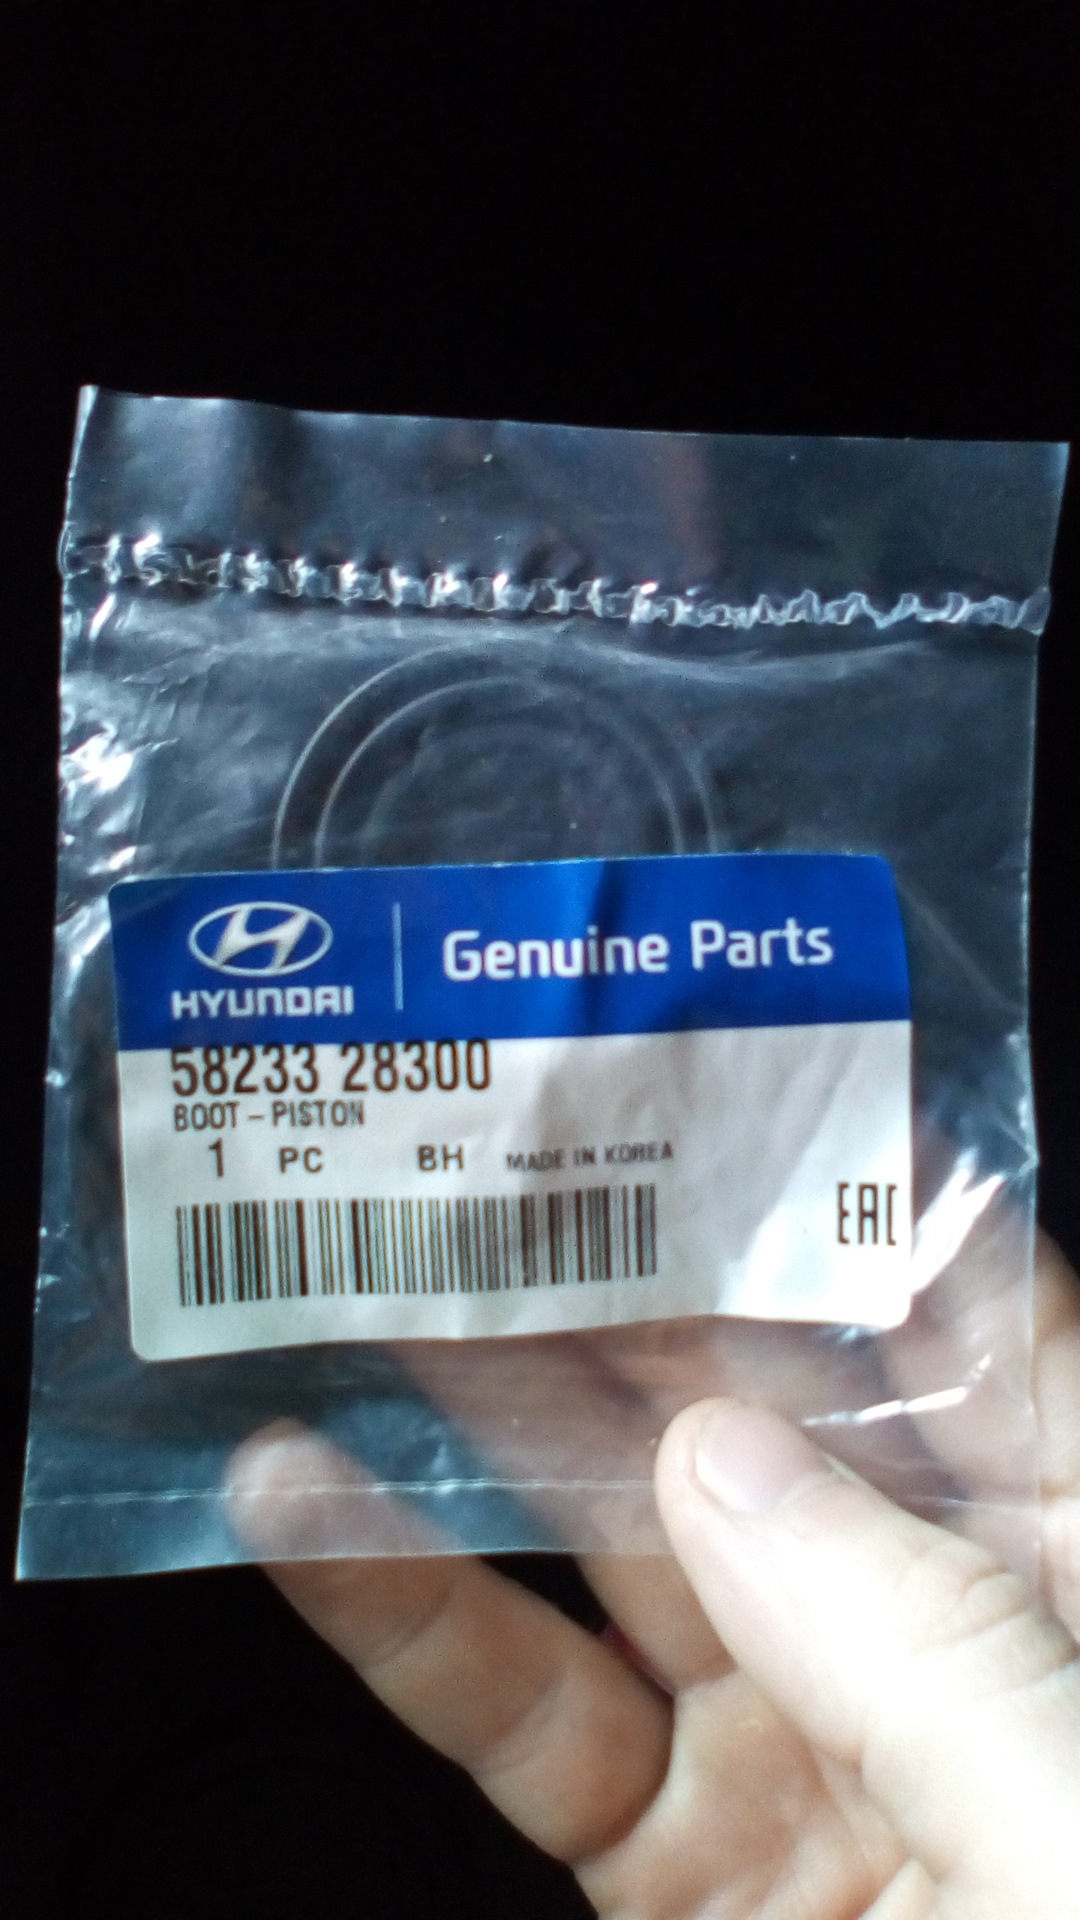 HYUNDAI
Genuine Parts
58233 28300
BOOT - PISTON
1 PC BH MADE IN KOREA
EAC